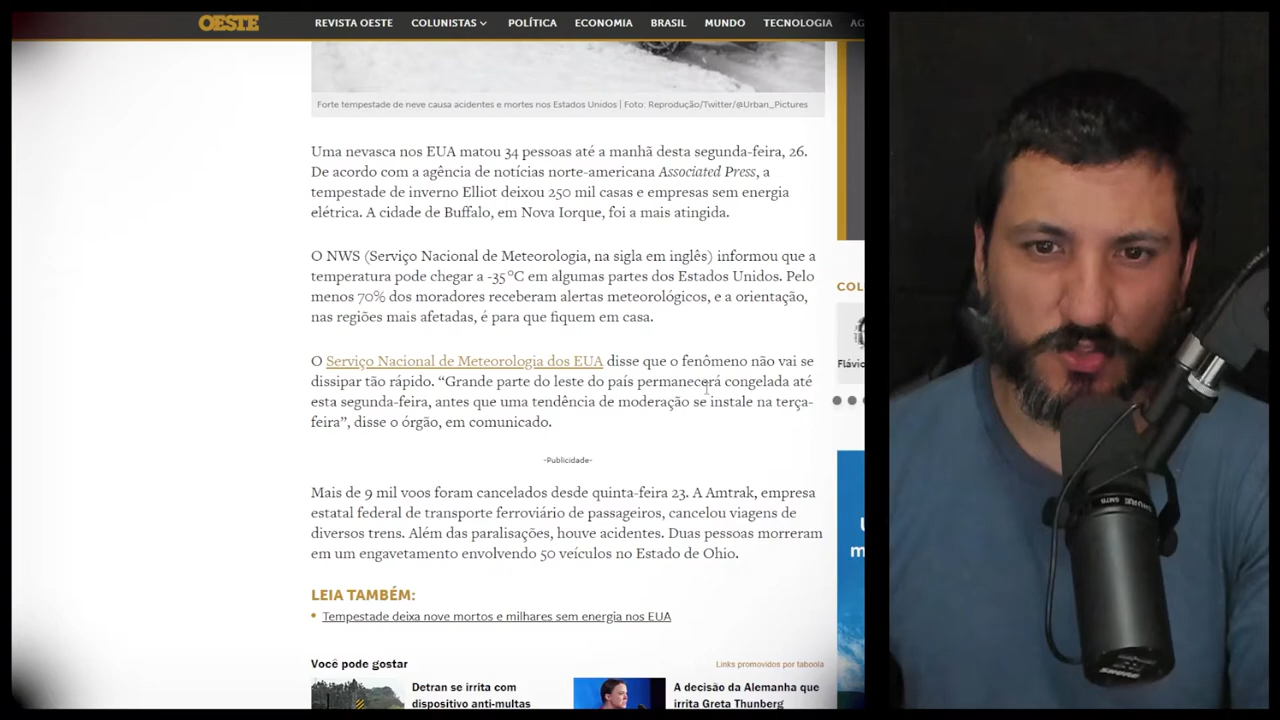 OESTE
REVISTA OESTE COLUNISTAS POLÍTICA ECONOMIA BRASIL MUNDO TECNOLOGIA
Forte tempestade de neve causa acidentes e mortes nos Estados Unidos | Foto: Reprodução/Twitter/@Urban_Pictures
Uma nevasca nos EUA matou 34 pessoas até a manhã desta segunda-feira, 26.
De acordo com a agência de notícias norte-americana Associated Press, a
tempestade de inverno Elliot deixou 250 mil casas e empresas sem energia
elétrica. A cidade de Buffalo, em Nova Iorque, foi a mais atingida.
O NWS (Serviço Nacional de Meteorologia, na sigla em inglês) informou que a
temperatura pode chegar a -35°C em algumas partes dos Estados Unidos. Pelo
menos 70% dos moradores receberam alertas meteorológicos, e a orientação,
nas regiões mais afetadas, é para que fiquem em casa.
O Serviço Nacional de Meteorologia dos EUA disse que o fenômeno não vai se
dissipar tão rápido. “Grande parte do leste do país permanecerá congelada até
esta segunda-feira, antes que uma tendência de moderação se instale na terça-
feira”, disse o órgão, em comunicado.
-Publicidade-
Mais de 9 mil voos foram cancelados desde quinta-feira 23. A Amtrak, empresa
estatal federal de transporte ferroviário de passageiros, cancelou viagens de
diversos trens. Além das paralisações, houve acidentes. Duas pessoas morreram
em um engavetamento envolvendo 50 veículos no Estado de Ohio.
LEIA TAMBÉM:
Tempestade deixa nove mortos e milhares sem energia nos EUA
Você pode gostar
Links promovidos por taboola
Detran se irrita com
dispositivo anti-multas
A decisão da Alemanha que
irrita Greta Thunberg
COL
Flávio
SHURE SM7B